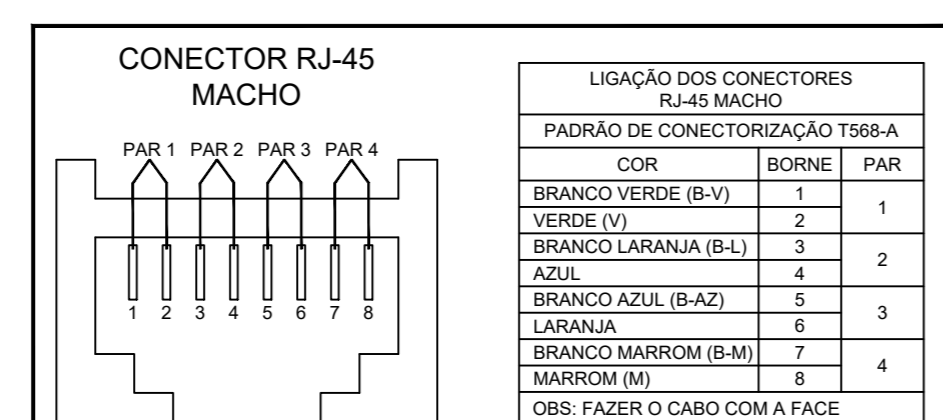 CONECTOR RJ-45
MACHO
PAR 1 PAR 2 PAR 3 PAR 4
1 2 3 4 5 6 7 8
LIGAÇÃO DOS CONECTORES
RJ-45 MACHO
PADRÃO DE CONECTORIZAÇÃO T568-A
COR BORNE PAR
BRANCO VERDE (B-V) 1
1
VERDE (V) 2
BRANCO LARANJA (B-L) 3
2
AZUL 4
BRANCO AZUL (B-AZ) 5
3
LARANJA 6
BRANCO MARROM (B-M) 7
4
MARROM (M) 8
OBS: FAZER O CABO COM A FACE